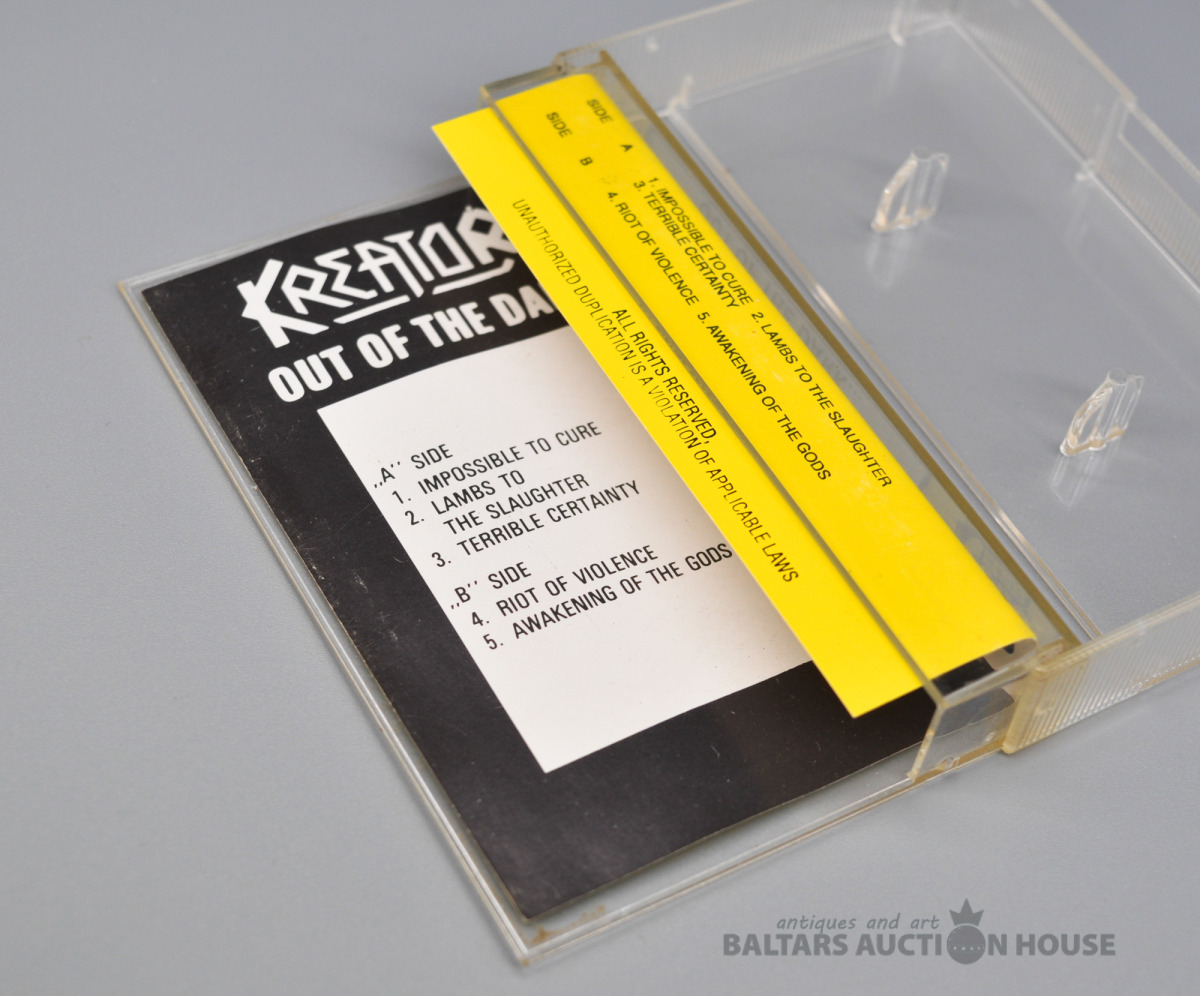 KREATOR
OUT OF THE DA
„A" SIDE
1. IMPOSSIBLE TO CURE
2. LAMBS TO
THE SLAUGHTER
3. TERRIBLE CERTAINTY
„B" SIDE
4. RIOT OF VIOLENCE
5. AWAKENING OF THE GODS
SIDE A 1. IMPOSSIBLE TO CURE 2. LAMBS TO THE SLAUGHTER
3. TERRIBLE CERTAINTY
SIDE B 4. RIOT OF VIOLENCE 5. AWAKENING OF THE GODS
ALL RIGHTS RESERVED,
UNAUTHORIZED DUPLICATION IS A VIOLATION OF APPLICABLE LAWS
antiques and art
BALTARS AUCTION HOUSE